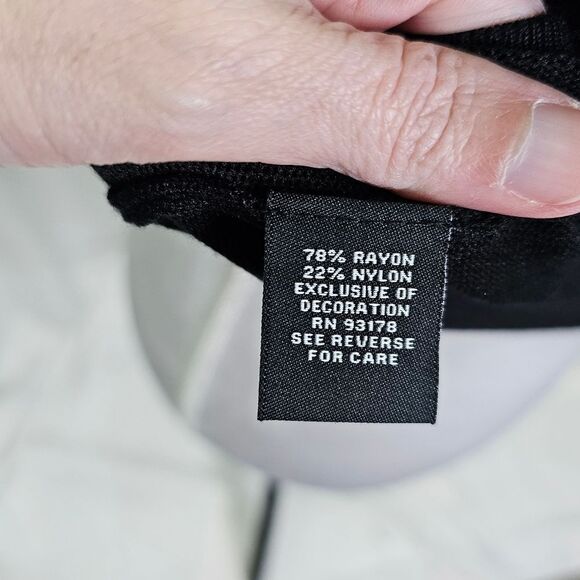 78% RAYON
22% NYLON
EXCLUSIVE OF
DECORATION
RN 93178
SEE REVERSE
FOR CARE